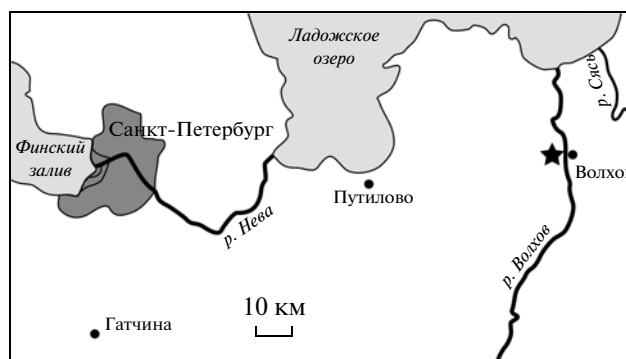 Ладожское
озеро
р. Сясь
Санкт-Петербург
Финский
залив
Волхо
Путилово
р. Нева
р. Волхов
10 км
Гатчина